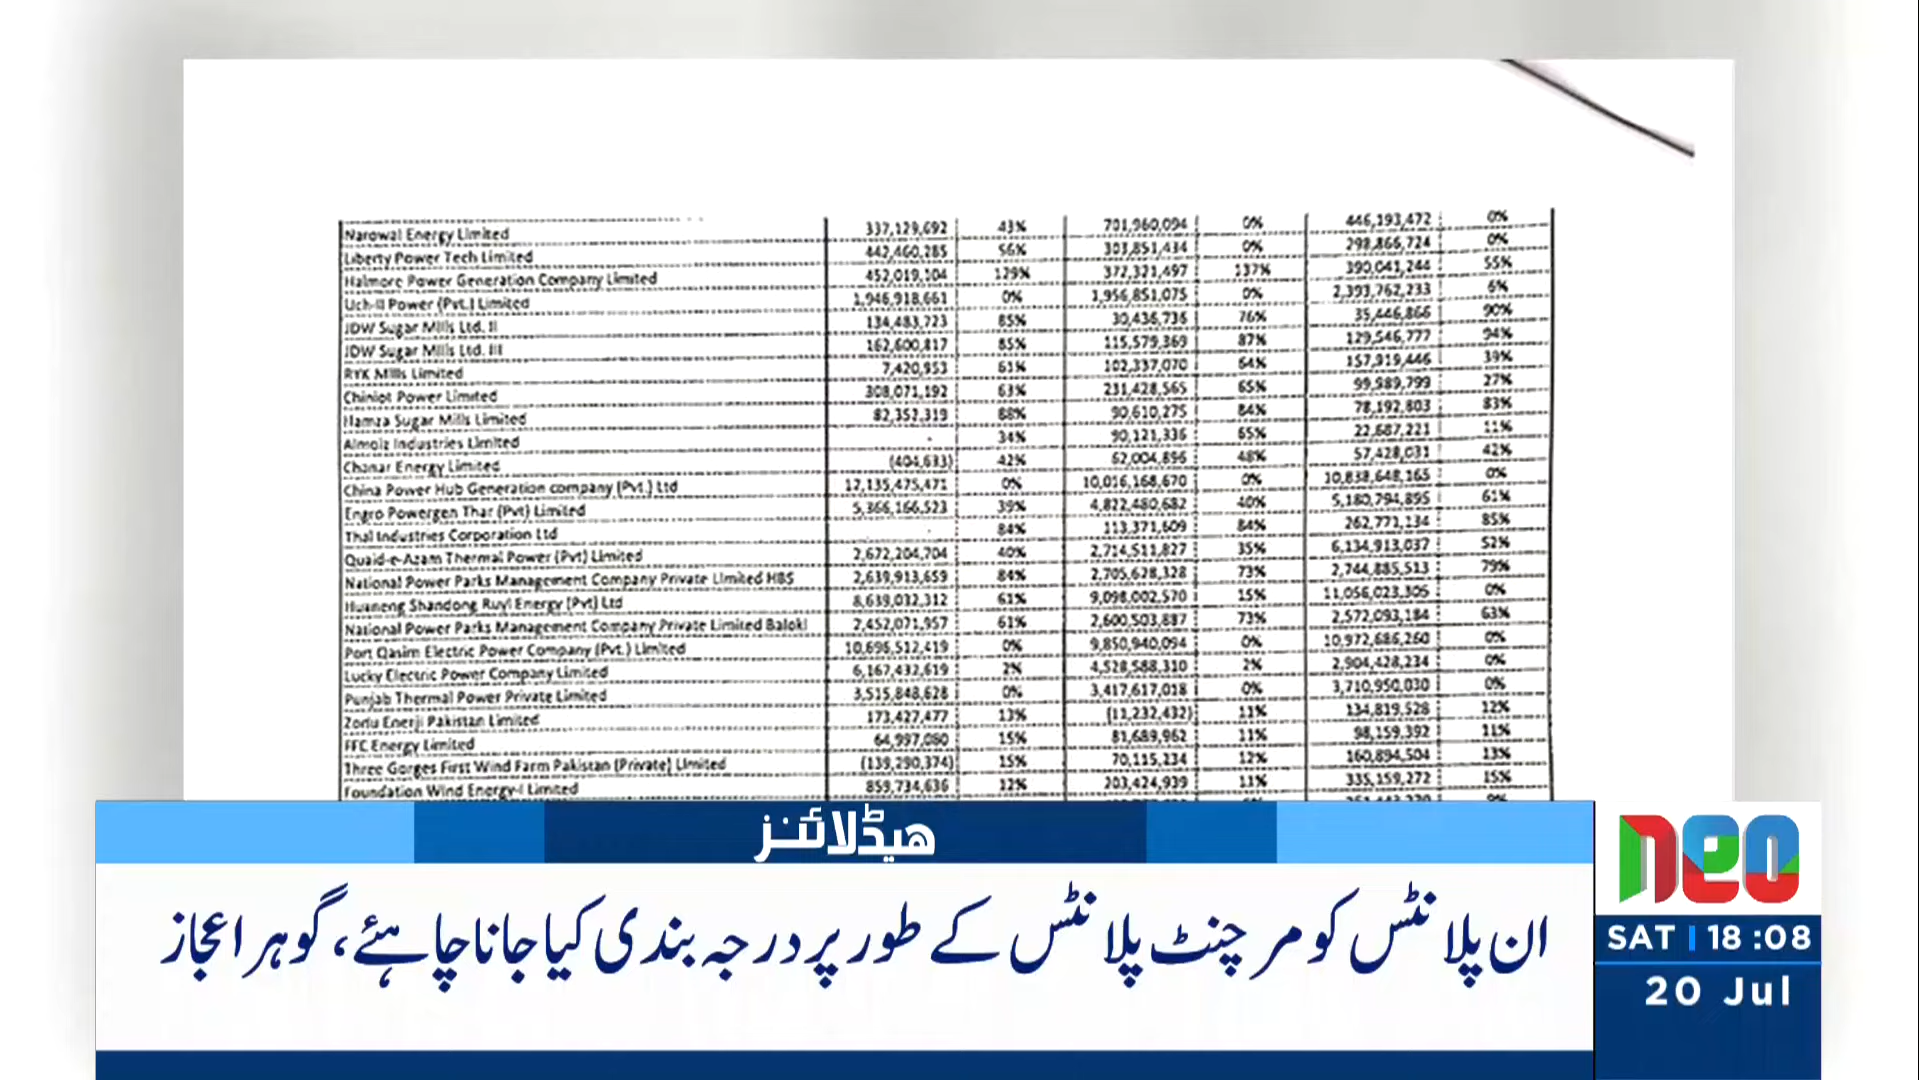 Narowal Energy Limited 337,129,692 43% 701,960,094 0% 446,193,472 0%
Liberty Power Tech Limited 442,460,285 56% 303,851,434 0% 298,866,724 0%
Halmore Power Generation Company Limited 452,019,104 129% 372,321,497 137% 390,041,244 55%
Uch-II Power (Pvt.) Limited 1,946,918,661 0% 1,956,851,075 0% 2,393,762,233 6%
JDW Sugar Mills Ltd. II 134,483,723 85% 30,436,736 76% 35,446,866 90%
JDW Sugar Mills Ltd. III 162,600,817 85% 115,579,369 87% 129,546,777 94%
RYK Mills Limited 7,420,953 61% 102,337,070 64% 157,919,446 39%
Chiniot Power Limited 308,071,192 63% 231,428,565 65% 99,989,799 27%
Hamza Sugar Mills Limited 82,352,319 88% 90,610,275 84% 78,192,803 83%
Almoiz Industries Limited - 34% 90,121,336 65% 22,687,221 11%
Chanar Energy Limited (404,633) 42% 62,004,896 48% 57,428,031 42%
China Power Hub Generation company (Pvt.) Ltd 12,135,475,471 0% 10,016,168,670 0% 10,838,648,165 0%
Engro Powergen Thar (Pvt) Limited 5,366,166,523 39% 4,822,480,682 40% 5,180,794,895 61%
Thal Industries Corporation Ltd - 84% 113,371,609 84% 262,771,134 85%
Quaid-e-Azam Thermal Power (Pvt) Limited 2,672,204,704 40% 2,714,511,827 35% 6,134,913,037 52%
National Power Parks Management Company Private Limited HBS 2,639,913,659 84% 2,705,628,328 73% 2,744,885,513 79%
Huaneng Shandong Ruyi Energy (Pvt) Ltd 8,639,032,312 61% 9,098,002,570 15% 11,056,023,305 0%
National Power Parks Management Company Private Limited Baloki 2,452,071,957 61% 2,600,503,887 73% 2,572,093,184 63%
Port Qasim Electric Power Company (Pvt.) Limited 10,696,512,419 0% 9,850,940,094 0% 10,972,686,260 0%
Lucky Electric Power Company Limited 6,167,432,619 2% 4,528,588,310 2% 2,904,428,234 0%
Punjab Thermal Power Private Limited 3,515,848,628 0% 3,417,617,018 0% 3,710,950,030 0%
Zorlu Enerji Pakistan Limited 173,427,477 13% (11,232,432) 11% 134,819,528 12%
FFC Energy Limited 64,997,080 15% 81,689,962 11% 98,159,392 11%
Three Gorges First Wind Farm Pakistan (Private) Limited (139,290,374) 15% 70,115,234 12% 160,894,504 13%
Foundation Wind Energy-I Limited 859,734,636 12% 203,424,939 11% 335,159,272 15%
ہیڈلائنز
ان پلانٹس کو مرچنٹ پلانٹس کے طور پر درجہ بندی کیا جانا چاہئے، گوہر اعجاز
neo
SAT 18:08
20 Jul